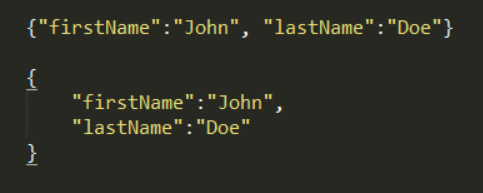 {"firstName":"John", "lastName":"Doe"}
{
"firstName":"John",
"lastName":"Doe"
}